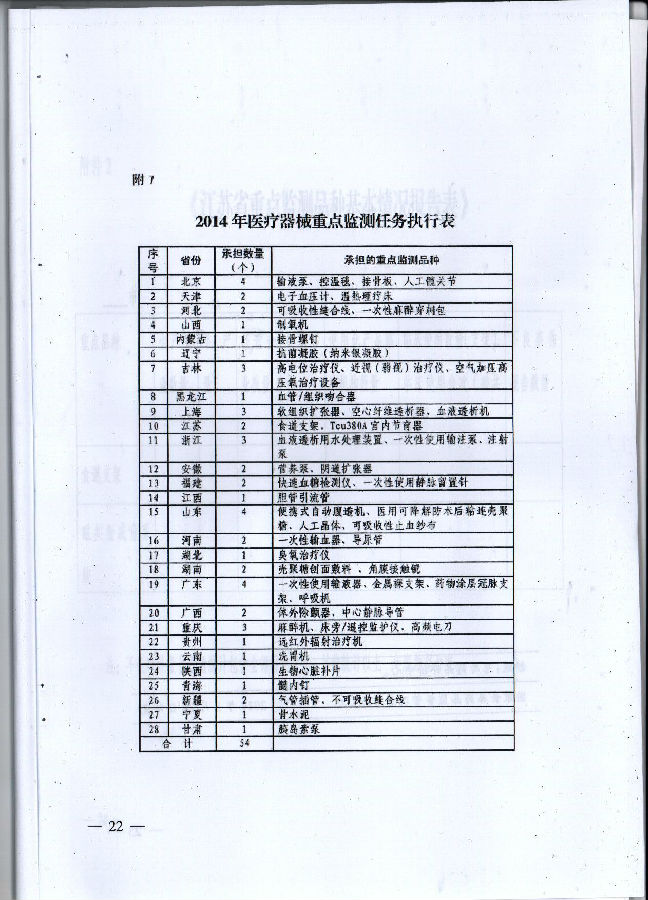 附1
2014年医疗器械重点监测任务执行表
序号 省份 承担数量（个） 承担的重点监测品种
1 北京 4 输液泵、控温毯、接骨板、人工髋关节
2 天津 2 电子血压计、温热理疗床
3 河北 2 可吸收性缝合线、一次性麻醉穿刺包
4 山西 1 制氧机
5 内蒙古 1 接骨螺钉
6 辽宁 1 抗菌凝胶（纳米银凝胶）
7 吉林 3 高电位治疗仪、近视（弱视）治疗仪、空气加压高
压氧治疗设备
8 黑龙江 1 血管/组织吻合器
9 上海 3 软组织扩张器、空心纤维透析器、血液透析机
10 江苏 2 食道支架、Tcu380A宫内节育器
11 浙江 3 血液透析用水处理装置、一次性使用输注泵、注射
泵
12 安徽 2 营养泵、阴道扩张器
13 福建 2 快速血糖检测仪、一次性使用静脉留置针
14 江西 1 胆管引流管
15 山东 4 便携式自动腹透机、医用可降解防术后粘连壳聚
糖、人工晶体、可吸收性止血纱布
16 河南 2 一次性输血器、导尿管
17 湖北 1 臭氧治疗仪
18 湖南 2 壳聚糖创面敷料、角膜接触镜
19 广东 4 一次性使用输液器、金属裸支架、药物涂层冠脉支
架、呼吸机
20 广西 2 体外除颤器、中心静脉导管
21 重庆 3 麻醉机、床旁/遥控监护仪、高频电刀
22 贵州 1 远红外辐射治疗机
23 云南 1 洗胃机
24 陕西 1 生物心脏补片
25 青海 1 髓内钉
26 新疆 2 气管插管、不可吸收缝合线
27 宁夏 1 骨水泥
28 甘肃 1 胰岛素泵
合计 54
— 22 —